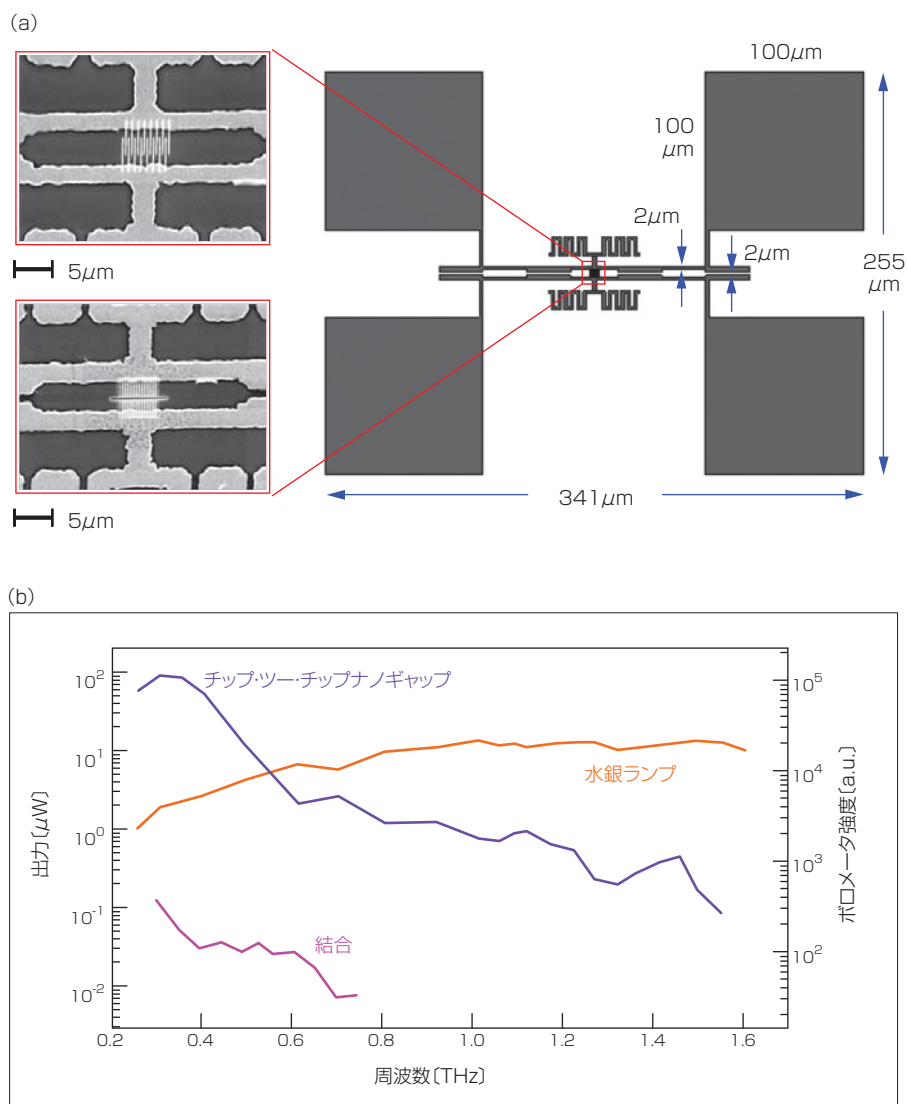 (a)
100μm
100
μm
2μm
2μm
255
μm
5μm
341μm
5μm
(b)
10²
10¹
10⁰
10⁻¹
10⁻²
出力〔μW〕
チップ・ツー・チップナノギャップ
水銀ランプ
結合
10⁵
10⁴
10³
10²
ボロメータ強度〔a.u.〕
0.2
0.4
0.6
0.8
1.0
1.2
1.4
1.6
周波数〔THz〕